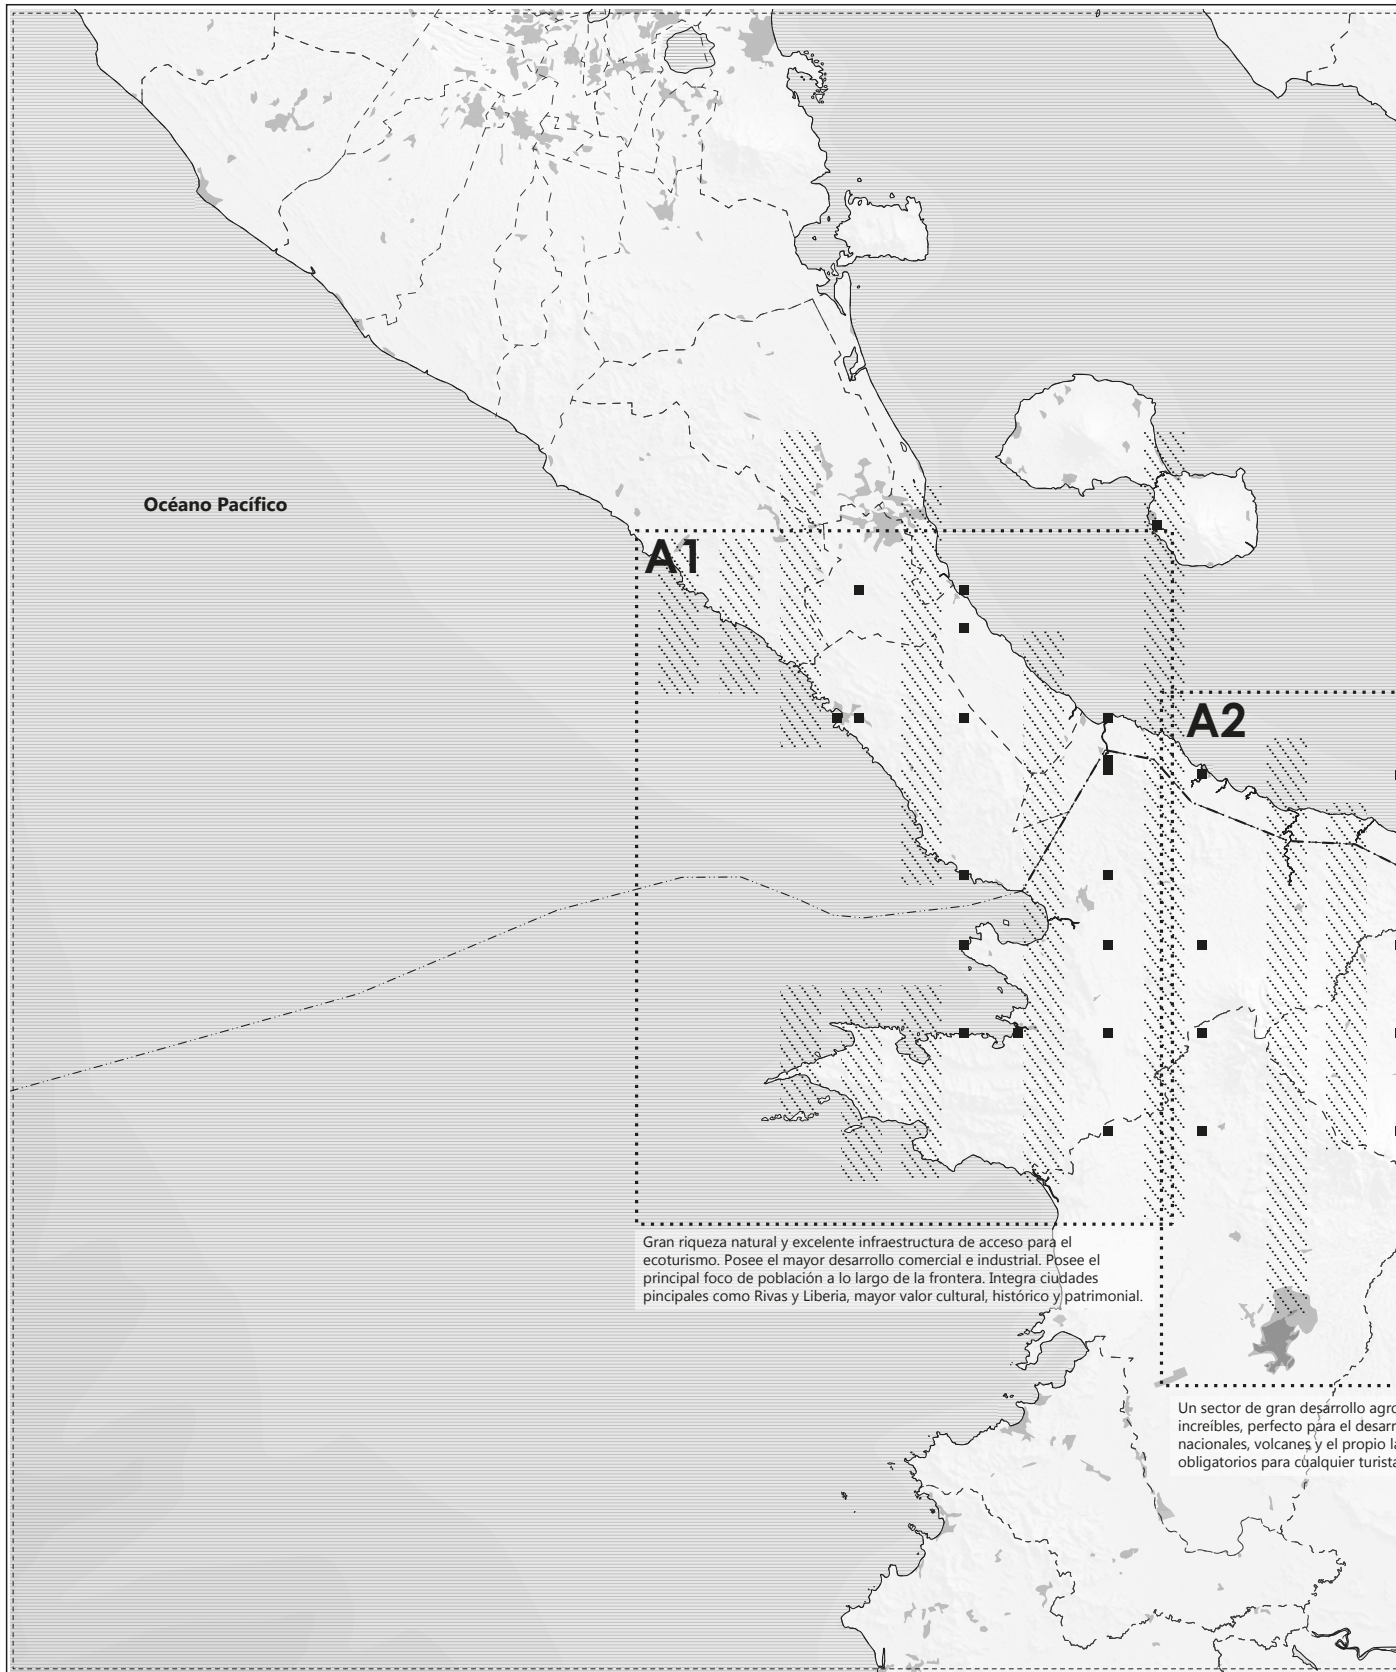 Océano Pacífico
A1
A2
Gran riqueza natural y excelente infraestructura de acceso para el
ecoturismo. Posee el mayor desarrollo comercial e industrial. Posee el
principal foco de población a lo largo de la frontera. Integra ciudades
pincipales como Rivas y Liberia, mayor valor cultural, histórico y patrimonial.
Un sector de gran desarrollo agro
increíbles, perfecto para el desarr
nacionales, volcanes y el propio la
obligatorios para cualquier turista